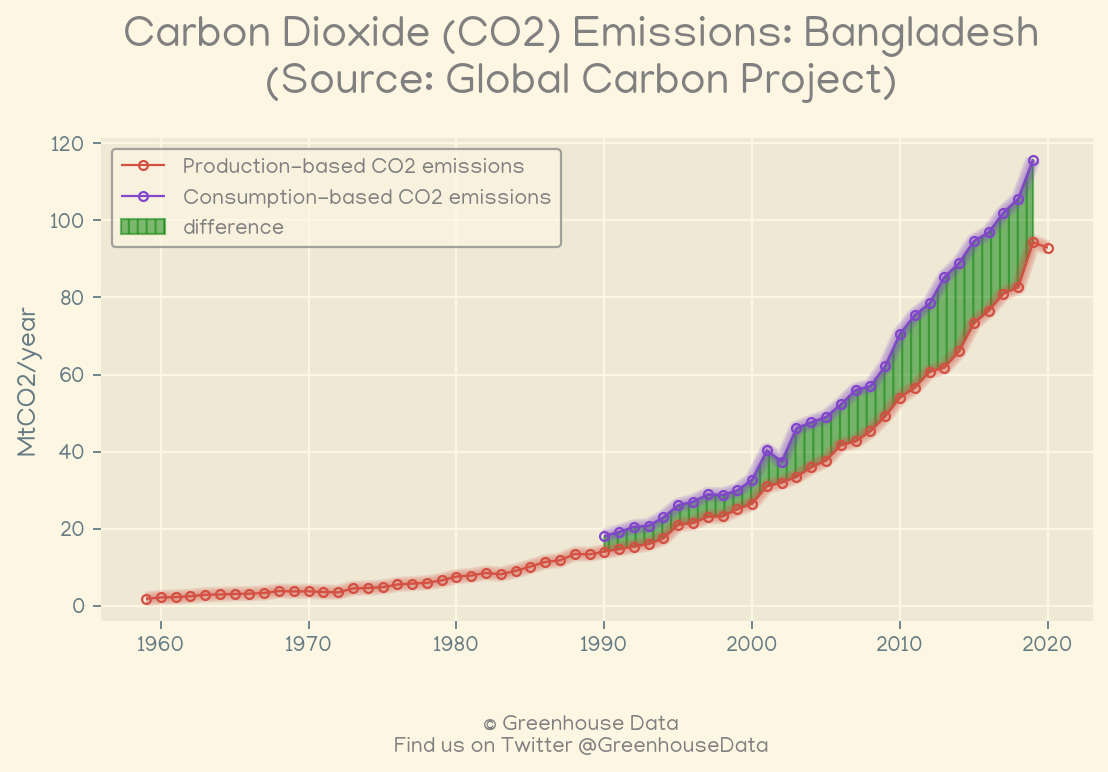 Carbon Dioxide (CO2) Emissions: Bangladesh
(Source: Global Carbon Project)
Production-based CO2 emissions
Consumption-based CO2 emissions
difference
MtCO2/year
120
100
80
60
40
20
0
1960 1970 1980 1990 2000 2010 2020
© Greenhouse Data
Find us on Twitter @GreenhouseData